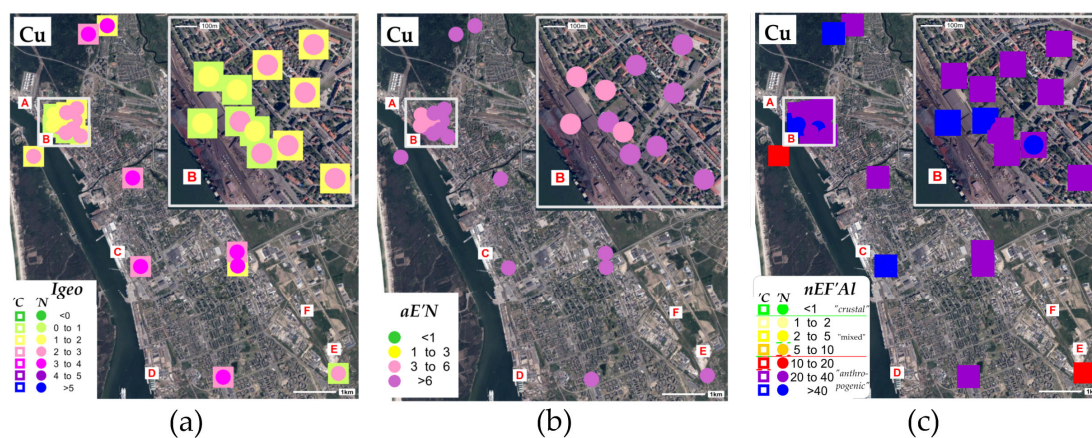 Cu
100m
A
B
B
C
D
E
F
Igeo
'C 'N
<0
0 to 1
1 to 2
2 to 3
3 to 4
4 to 5
>5
1km
(a)
Cu
100m
A
B
B
C
D
E
F
aE'N
<1
1 to 3
3 to 6
>6
1km
(b)
Cu
100m
A
B
B
C
D
E
F
nEF'Al
'C 'N
<1 "crustal"
1 to 2
2 to 5 "mixed"
5 to 10
10 to 20
20 to 40 "anthro-
>40 pogenic"
1km
(c)